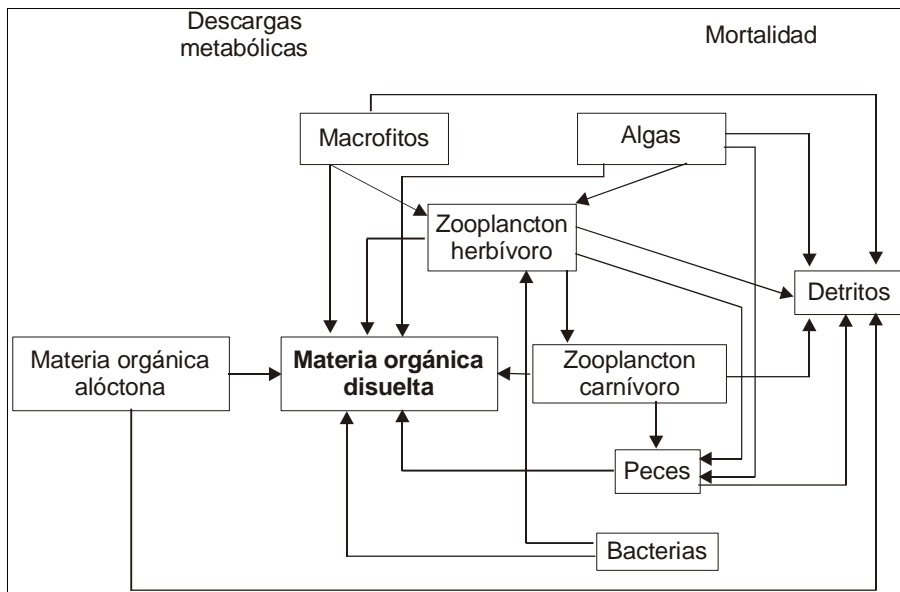 Descargas
metabólicas
Mortalidad
Macrofitos
Algas
Zooplancton
herbívoro
Detritos
Materia orgánica
alóctona
Materia orgánica
disuelta
Zooplancton
carnívoro
Peces
Bacterias